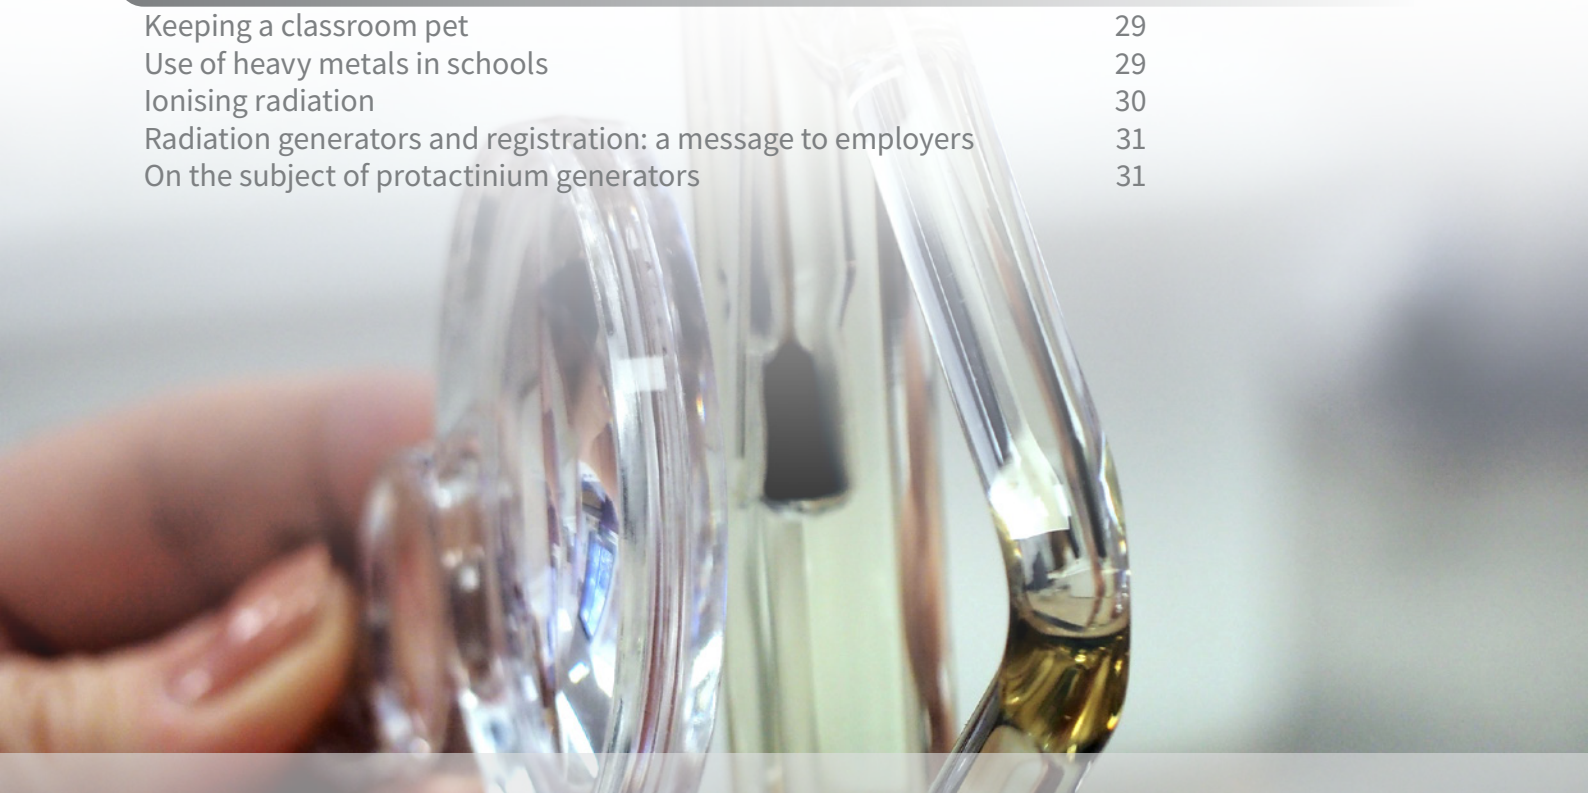 Keeping a classroom pet 29
Use of heavy metals in schools 29
Ionising radiation 30
Radiation generators and registration: a message to employers 31
On the subject of protactinium generators 31